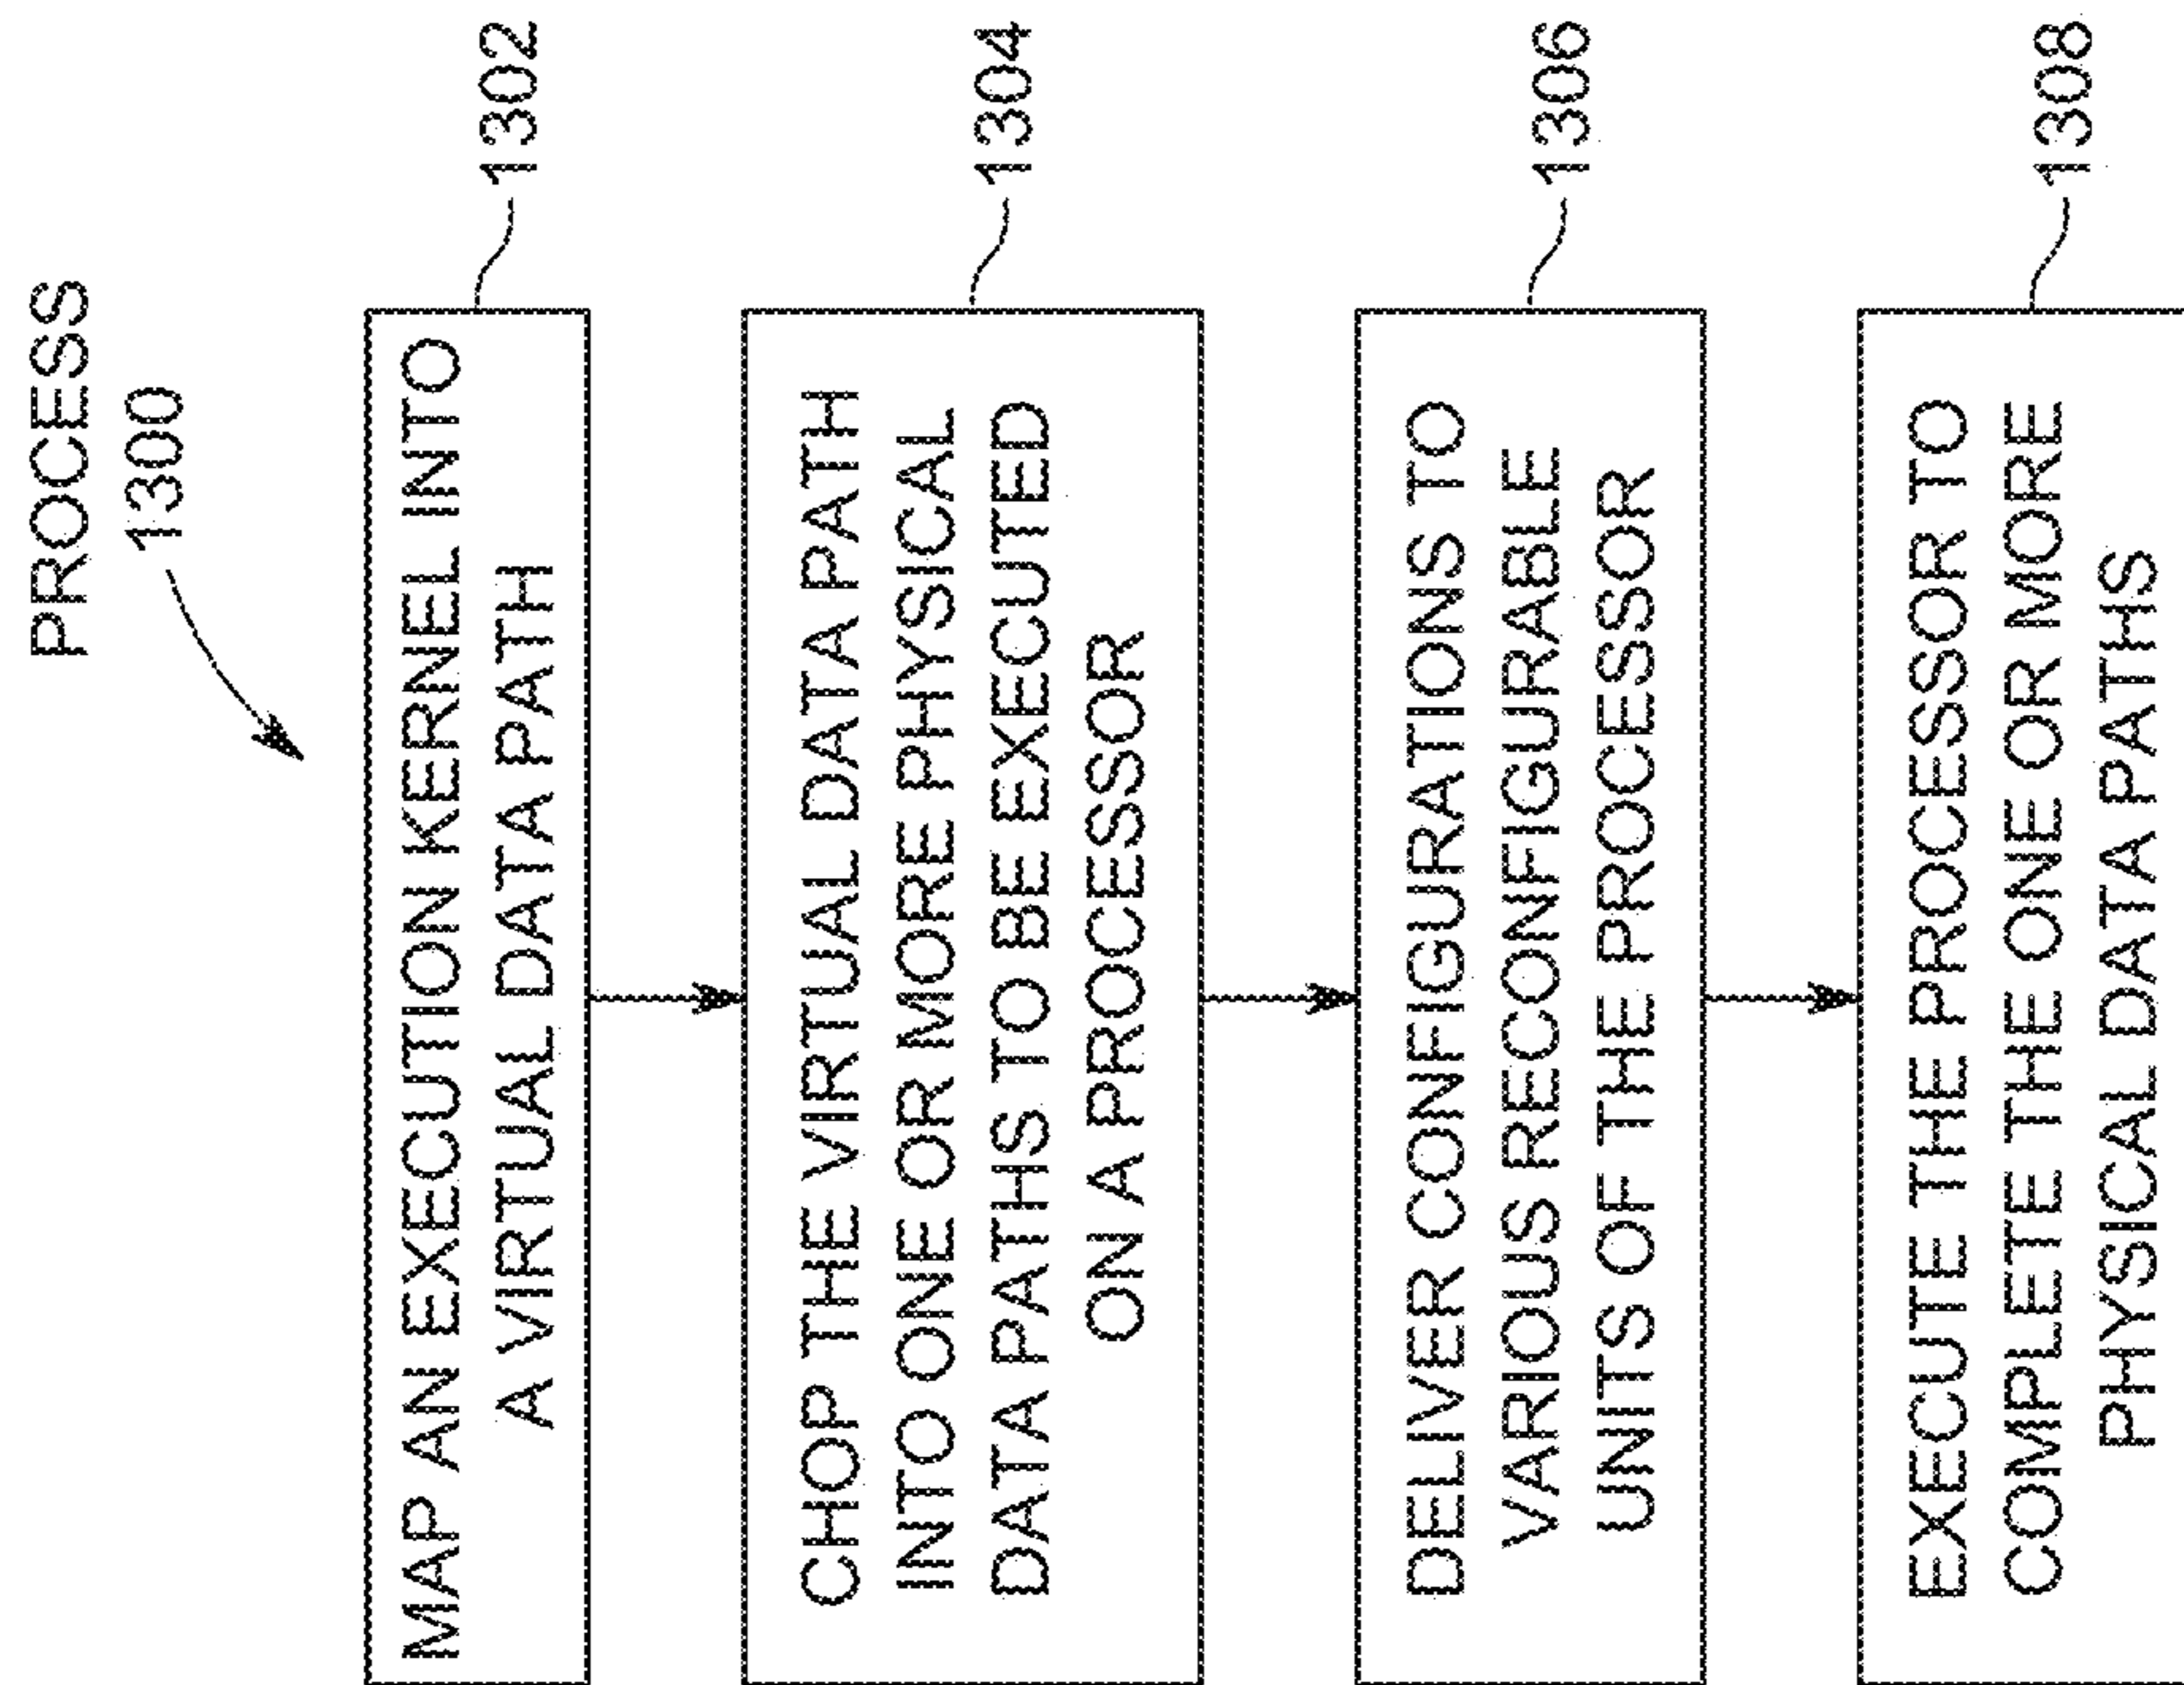 PROCESS
1300
MAP AN EXECUTION KERNEL INTO
A VIRTUAL DATA PATH
1302
CHOP THE VIRTUAL DATA PATH
INTO ONE OR MORE PHYSICAL
DATA PATHS TO BE EXECUTED
ON A PROCESSOR
1304
DELIVER CONFIGURATIONS TO
VARIOUS RECONFIGURABLE
UNITS OF THE PROCESSOR
1306
EXECUTE THE PROCESSOR TO
COMPLETE THE ONE OR MORE
PHYSICAL DATA PATHS
1308